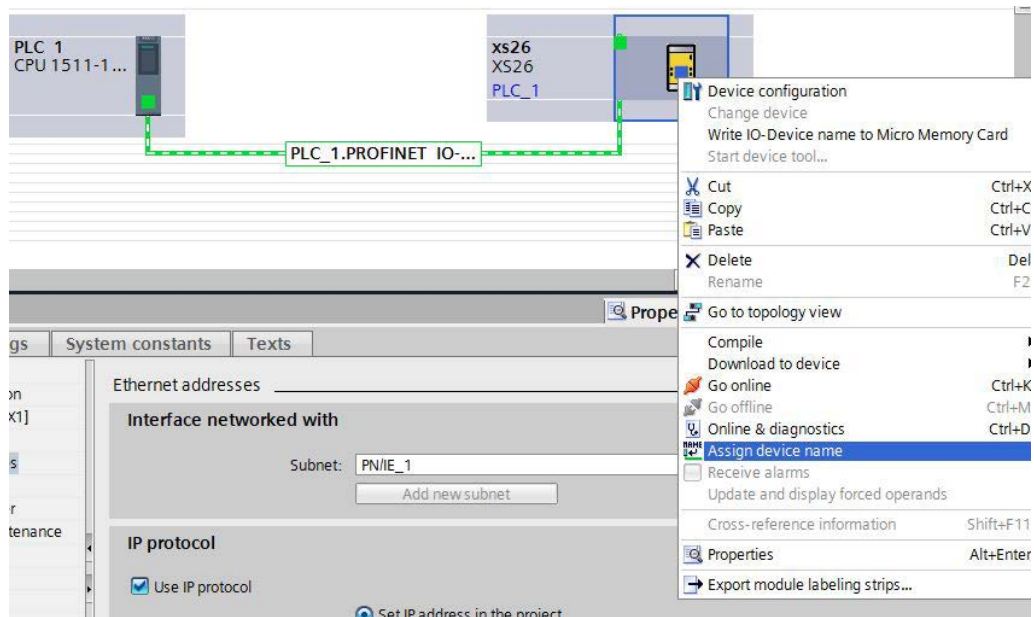 PLC 1
CPU 1511-1...
xs26
XS26
PLC_1
PLC_1.PROFINET IO-...
Device configuration
Change device
Write IO-Device name to Micro Memory Card
Start device tool...
Cut Ctrl+X
Copy Ctrl+C
Paste Ctrl+V
Delete Del
Rename F2
Go to topology view
Compile
Download to device
Go online Ctrl+K
Go offline Ctrl+M
Online & diagnostics Ctrl+D
NAME Assign device name
Receive alarms
Update and display forced operands
Cross-reference information Shift+F11
Properties Alt+Enter
Export module labeling strips...
Prope
gs System constants Texts
on
X1]
s
r
tenance
Ethernet addresses
Interface networked with
Subnet: PN/IE_1
Add new subnet
IP protocol
Use IP protocol
Set IP address in the project